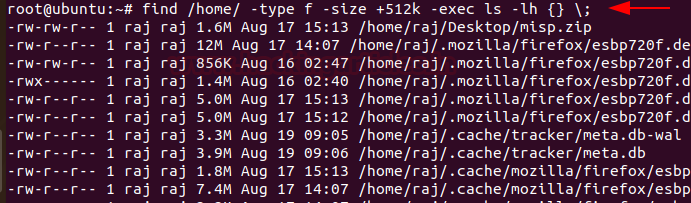 root@ubuntu:~# find /home/ -type f -size +512k -exec ls -lh {} \;
-rw-rw-r-- 1 raj raj 1.6M Aug 17 15:13 /home/raj/Desktop/misp.zip
-rw-r--r-- 1 raj raj 12M Aug 17 14:07 /home/raj/.mozilla/firefox/esbp720f.de
-rw-rw-r-- 1 raj raj 856K Aug 16 02:47 /home/raj/.mozilla/firefox/esbp720f.d
-rwx------ 1 raj raj 1.4M Aug 16 02:40 /home/raj/.mozilla/firefox/esbp720f.d
-rw-r--r-- 1 raj raj 5.0M Aug 17 15:13 /home/raj/.mozilla/firefox/esbp720f.d
-rw-r--r-- 1 raj raj 5.0M Aug 17 15:12 /home/raj/.mozilla/firefox/esbp720f.d
-rw-r--r-- 1 raj raj 3.3M Aug 19 09:05 /home/raj/.cache/tracker/meta.db-wal
-rw-r--r-- 1 raj raj 3.9M Aug 19 09:06 /home/raj/.cache/tracker/meta.db
-rw-r--r-- 1 raj raj 1.8M Aug 17 15:13 /home/raj/.cache/mozilla/firefox/esbp
-rw-r--r-- 1 raj raj 7.4M Aug 17 14:07 /home/raj/.cache/mozilla/firefox/esbp